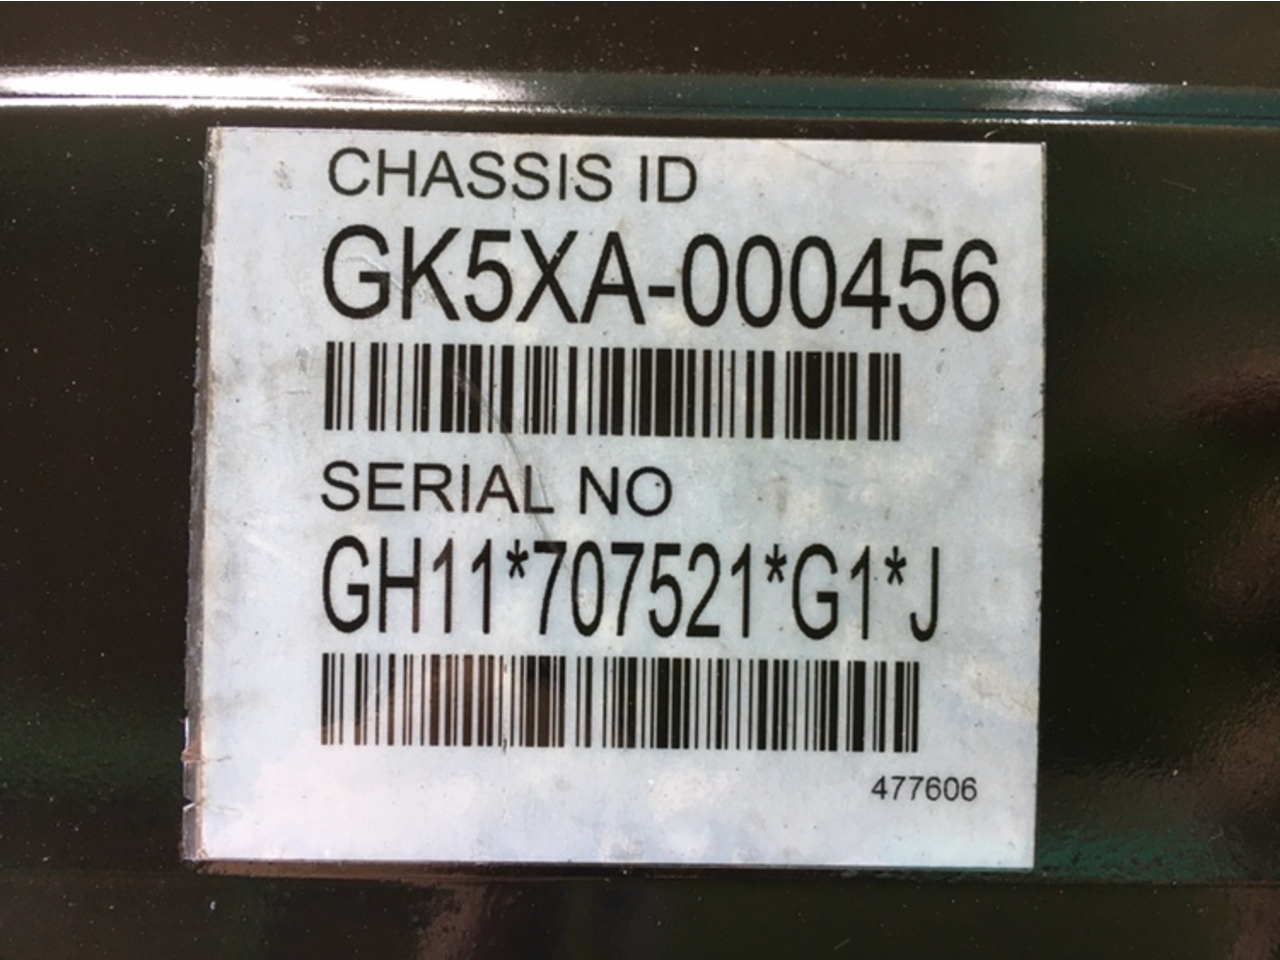 CHASSIS ID
GK5XA-000456
SERIAL NO
GH11*707521*G1*J
477606